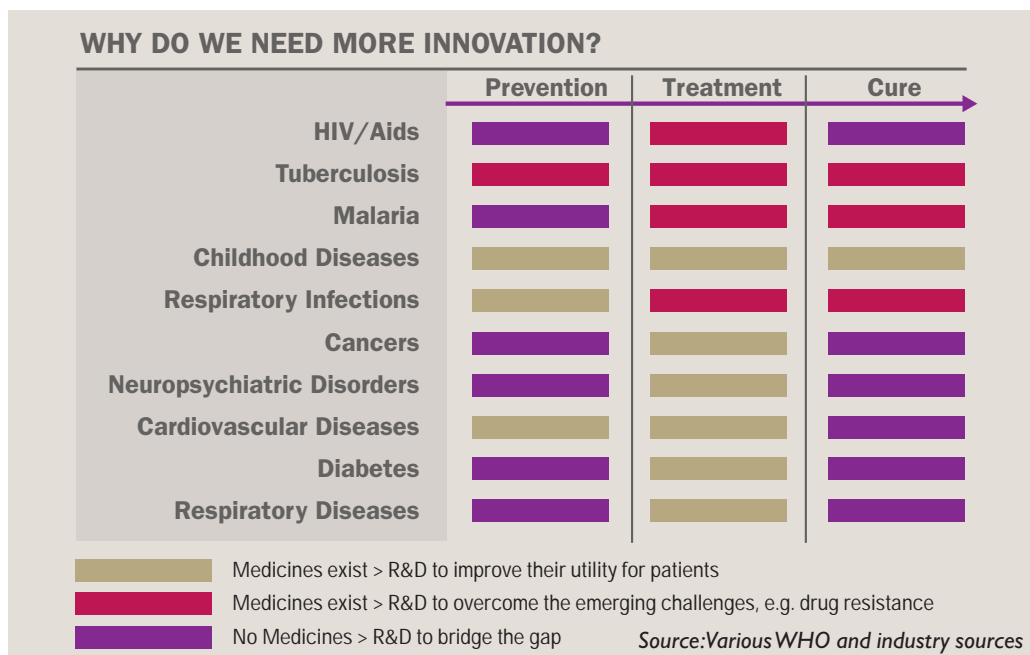 WHY DO WE NEED MORE INNOVATION?
Prevention Treatment Cure
HIV/Aids
Tuberculosis
Malaria
Childhood Diseases
Respiratory Infections
Cancers
Neuropsychiatric Disorders
Cardiovascular Diseases
Diabetes
Respiratory Diseases
Medicines exist > R&D to improve their utility for patients
Medicines exist > R&D to overcome the emerging challenges, e.g. drug resistance
No Medicines > R&D to bridge the gap
Source:Various WHO and industry sources